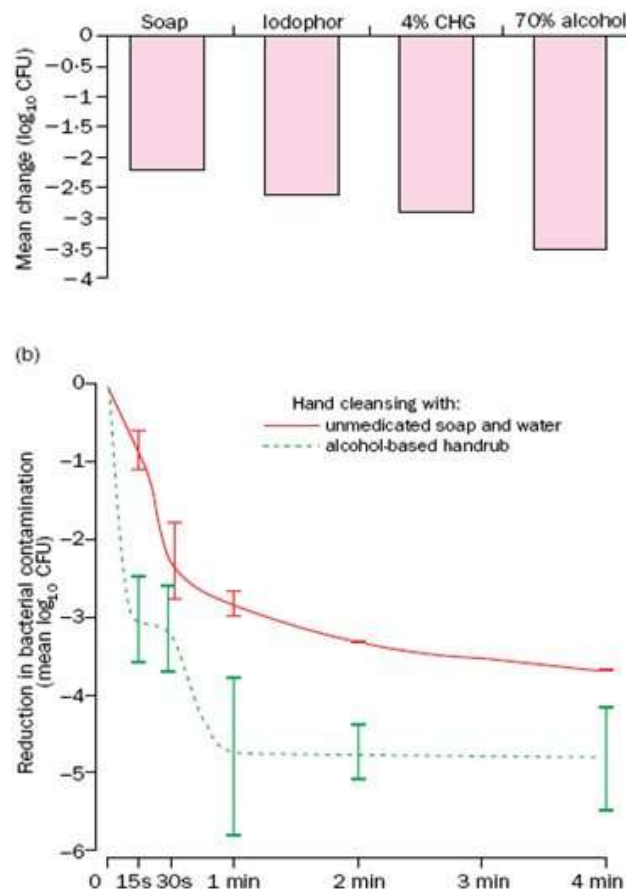 Soap Iodophor 4% CHG 70% alcohol
Mean change (log10 CFU)
0
−0·5
−1
−1·5
−2
−2.5
−3
−3·5
−4
(b)
Reduction in bacterial contamination
(mean log10 CFU)
0
−1
−2
−3
−4
−5
−6
Hand cleansing with:
unmedicated soap and water
alcohol-based handrub
0 15s 30s 1 min 2 min 3 min 4 min